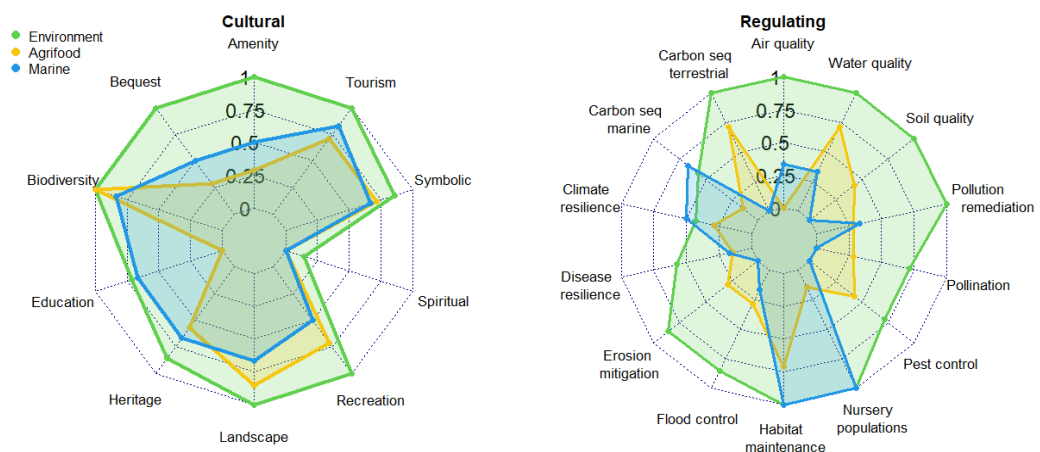 Cultural
Environment
Agrifood
Marine
Amenity
Tourism
Symbolic
Spiritual
Recreation
Landscape
Heritage
Education
Biodiversity
Bequest
1
0.75
0.5
0.25
0
Regulating
Air quality
Water quality
Soil quality
Pollution
remediation
Pollination
Pest control
Nursery
populations
Habitat
maintenance
Flood control
Erosion
mitigation
Disease
resilience
Climate
resilience
Carbon seq
marine
Carbon seq
terrestrial
1
0.75
0.5
0.25
0